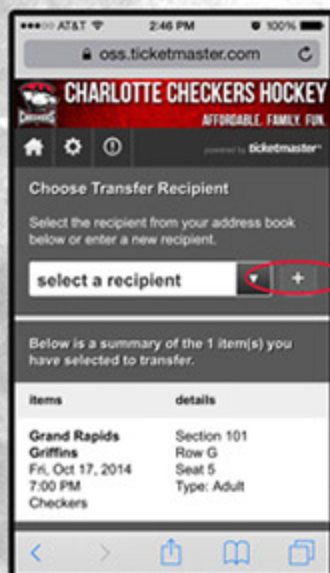 AT&T 2:46 PM 100%
oss.ticketmaster.com
CHARLOTTE CHECKERS HOCKEY
AFFORDABLE. FAMILY. FUN.
CHECKERS
powered by ticketmaster
Choose Transfer Recipient
Select the recipient from your address book
below or enter a new recipient.
select a recipient ▼ +
Below is a summary of the 1 item(s) you
have selected to transfer.
items details
Grand Rapids Section 101
Griffins Row G
Fri, Oct 17, 2014 Seat 5
7:00 PM Type: Adult
Checkers